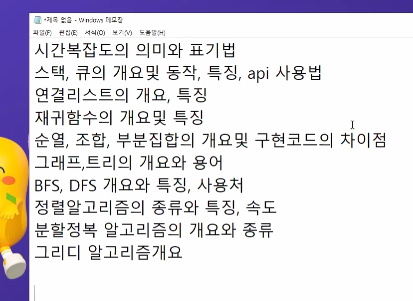 *제목 없음 - Windows 메모장
파일(F) 편집(E) 서식(O) 보기(V) 도움말(H)
시간복잡도의 의미와 표기법
스택, 큐의 개요및 동작, 특징, api 사용법
연결리스트의 개요, 특징
재귀함수의 개요및 특징
순열, 조합, 부분집합의 개요및 구현코드의 차이점
그래프,트리의 개요와 용어
BFS, DFS 개요와 특징, 사용처
정렬알고리즘의 종류와 특징, 속도
분할정복 알고리즘의 개요와 종류
그리디 알고리즘개요